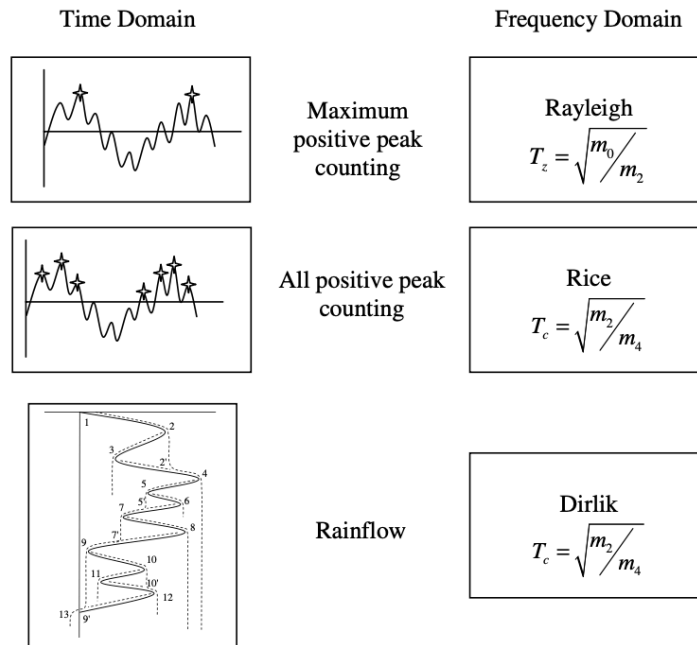 Time Domain
Frequency Domain
Maximum
positive peak
counting
Rayleigh
T_z = √(m_0/m_2)
All positive peak
counting
Rice
T_c = √(m_2/m_4)
1
2
3
2'
4
5
5'
6
7
7'
8
9
10
11
10'
12
13
9'
Rainflow
Dirlik
T_c = √(m_2/m_4)